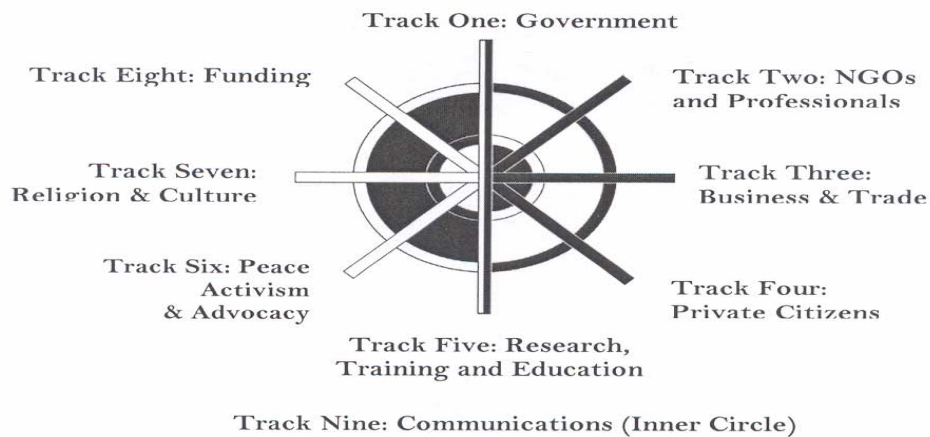 Track One: Government
Track Eight: Funding
Track Two: NGOs
and Professionals
Track Seven:
Religion & Culture
Track Three:
Business & Trade
Track Six: Peace
Activism
& Advocacy
Track Four:
Private Citizens
Track Five: Research,
Training and Education
Track Nine: Communications (Inner Circle)